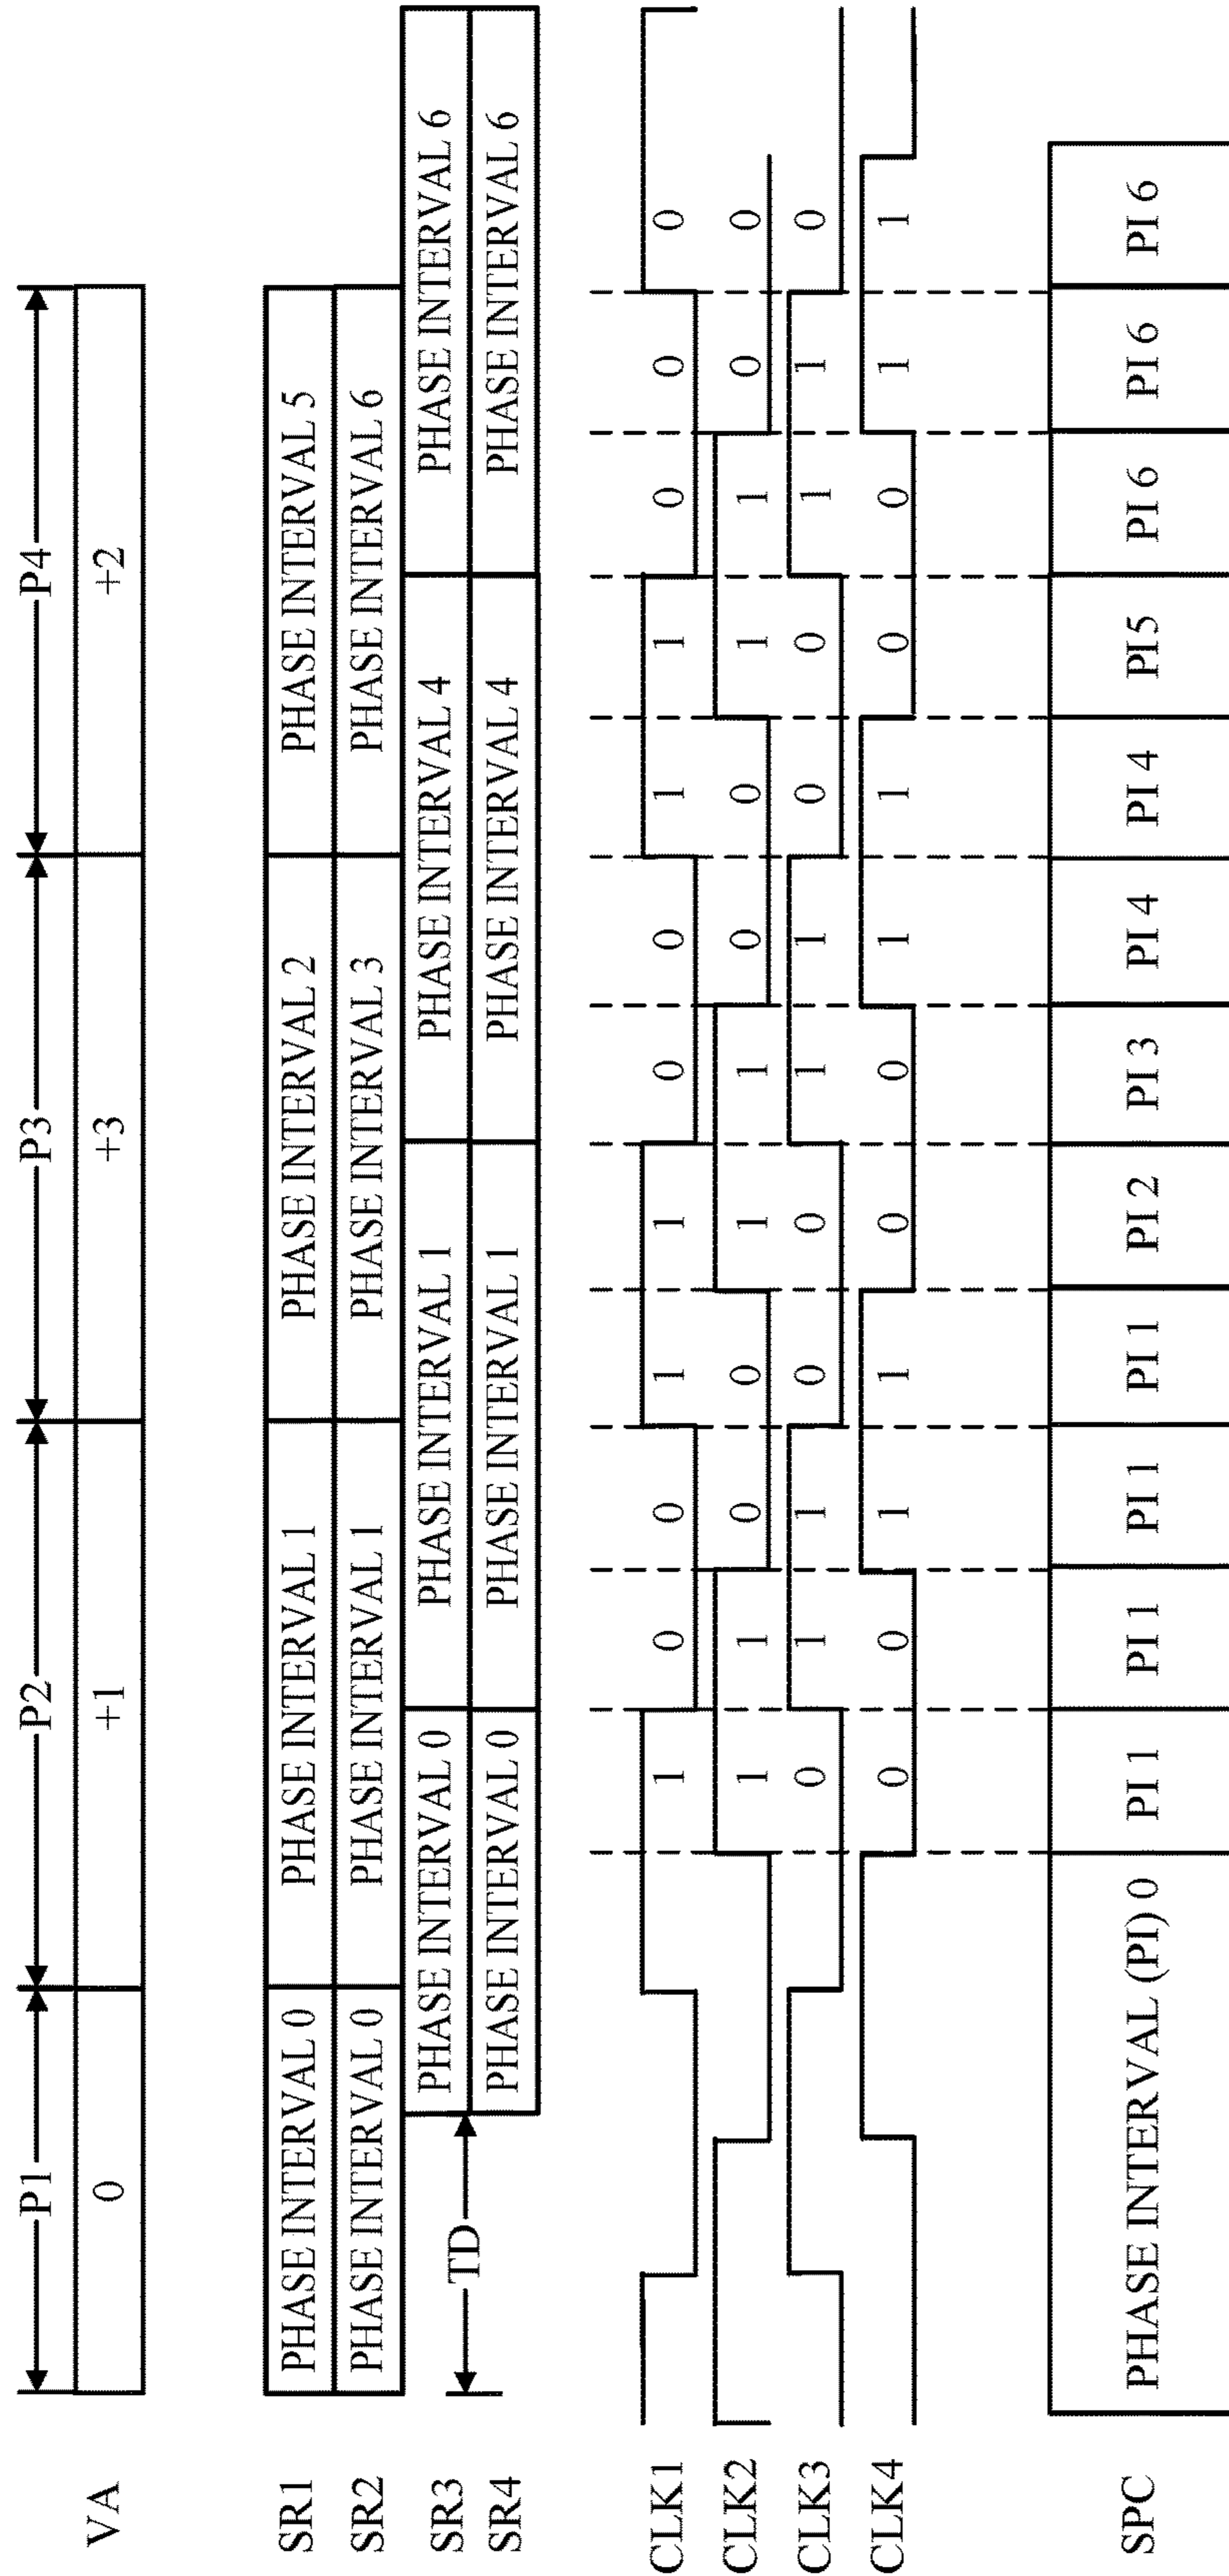 P1 P2 P3 P4
VA 0 +1 +3 +2
SR1 PHASE INTERVAL 0 PHASE INTERVAL 1 PHASE INTERVAL 2 PHASE INTERVAL 5
SR2 PHASE INTERVAL 0 PHASE INTERVAL 1 PHASE INTERVAL 3 PHASE INTERVAL 6
SR3 PHASE INTERVAL 0 PHASE INTERVAL 1 PHASE INTERVAL 4 PHASE INTERVAL 6
TD
SR4 PHASE INTERVAL 0 PHASE INTERVAL 1 PHASE INTERVAL 4 PHASE INTERVAL 6
CLK1 1 0 0 1 1 0 0 1 1 0 0 0
CLK2 1 1 0 0 1 1 0 0 1 1 0 0
CLK3 0 1 1 0 0 1 1 0 0 1 1 0
CLK4 0 0 1 1 0 0 1 1 0 0 1 1
SPC PHASE INTERVAL (PI) 0 PI 1 PI 1 PI 1 PI 1 PI 2 PI 3 PI 4 PI 4 PI5 PI 6 PI 6 PI 6